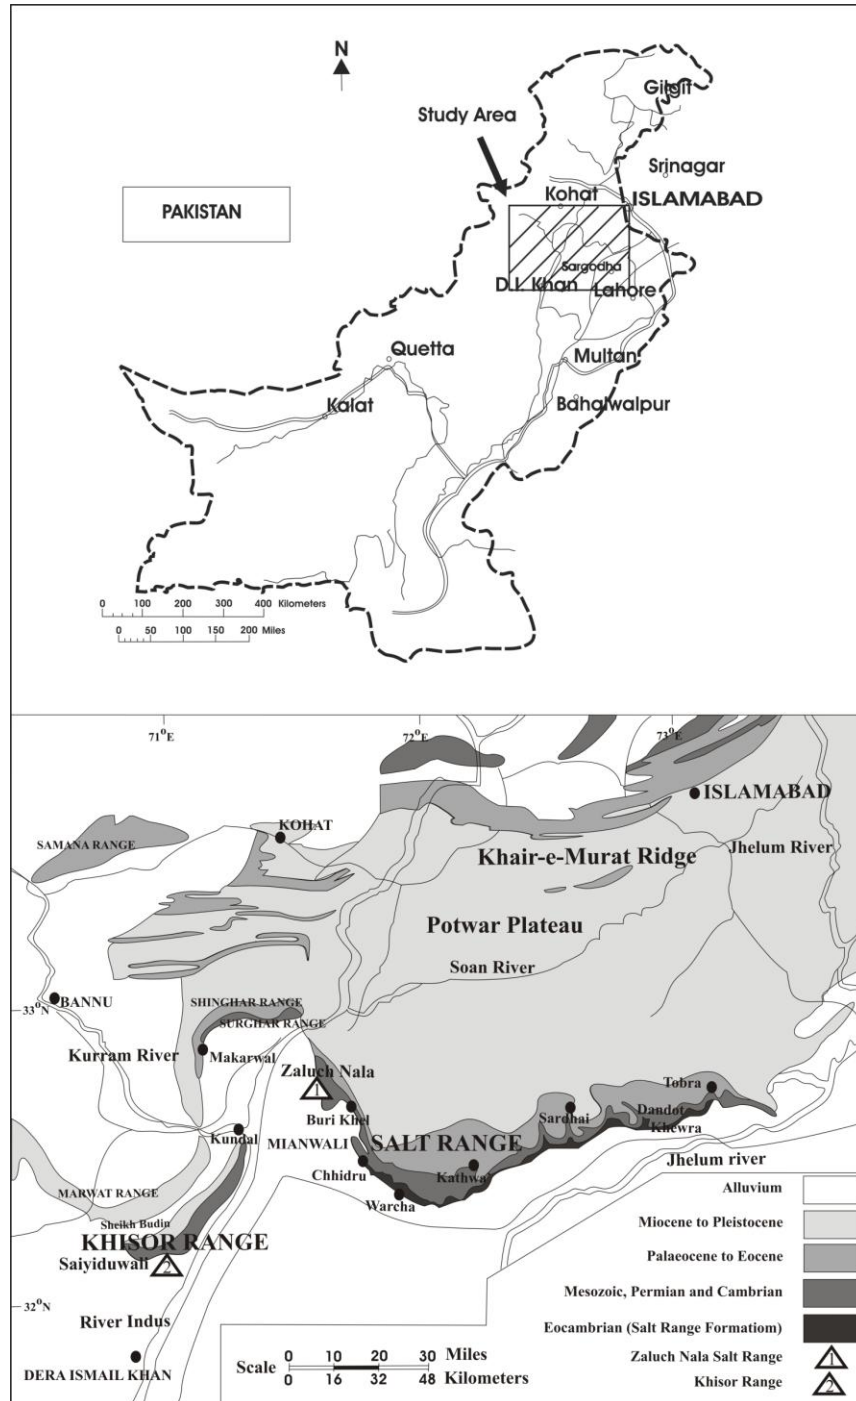 N
Gilgit
Study Area
Srinagar
Kohat
ISLAMABAD
PAKISTAN
Sargodha
D.I. Khan
Lahore
Quetta
Multan
Kalat
Bahalwalpur
0 100 200 300 400 Kilometers
0 50 100 150 200 Miles
71°E
72°E
73°E
ISLAMABAD
KOHAT
SAMANA RANGE
Khair-e-Murat Ridge
Jhelum River
Potwar Plateau
Soan River
BANNU
SHINGHAR RANGE
33°N
SURGHAR RANGE
Kurram River
Makarwal
Zaluch Nala
1
Tobra
Buri Khel
Sardhai
Dandot
Khewra
Kundal
MIANWALI
SALT RANGE
Jhelum river
Chhidru
Kathwa
MARWAT RANGE
Warcha
Sheikh Budin
KHISOR RANGE
Saiyiduwali
2
32°N
River Indus
DERA ISMAIL KHAN
Alluvium
Miocene to Pleistocene
Palaeocene to Eocene
Mesozoic, Permian and Cambrian
Eocambrian (Salt Range Formatiom)
Zaluch Nala Salt Range 1
Khisor Range 2
Scale
0 10 20 30 Miles
0 16 32 48 Kilometers